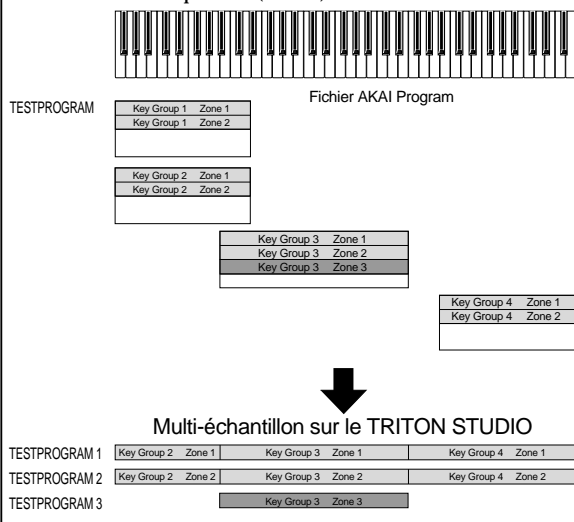 Fichier AKAI Program
TESTPROGRAM
Key Group 1 Zone 1
Key Group 1 Zone 2
Key Group 2 Zone 1
Key Group 2 Zone 2
Key Group 3 Zone 1
Key Group 3 Zone 2
Key Group 3 Zone 3
Key Group 4 Zone 1
Key Group 4 Zone 2
Multi-échantillon sur le TRITON STUDIO
TESTPROGRAM 1 Key Group 2 Zone 1 Key Group 3 Zone 1 Key Group 4 Zone 1
TESTPROGRAM 2 Key Group 2 Zone 2 Key Group 3 Zone 2 Key Group 4 Zone 2
TESTPROGRAM 3 Key Group 3 Zone 3